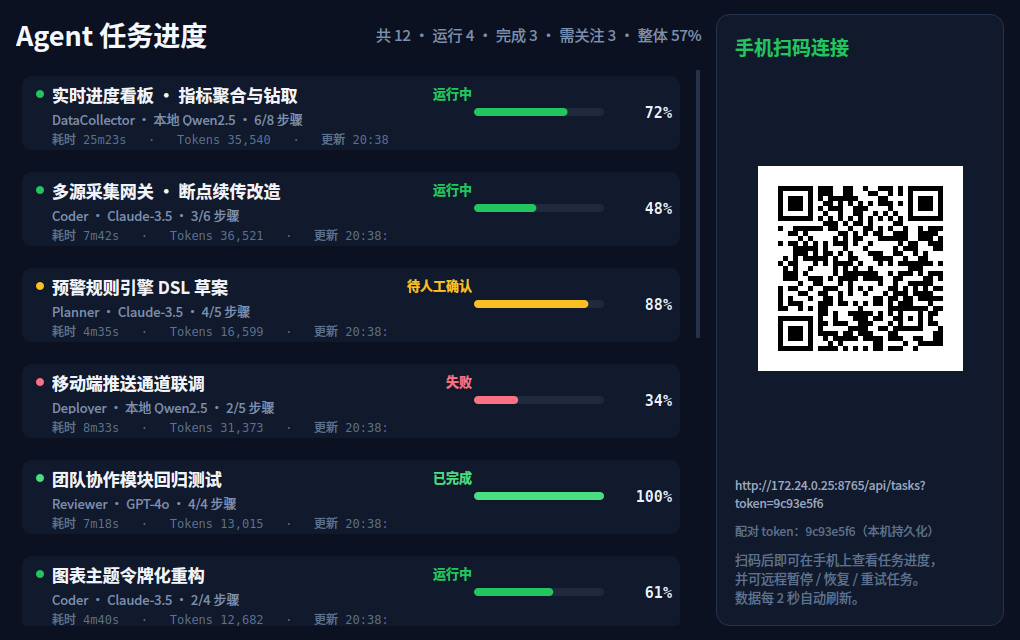 Agent 任务进度
共 12 · 运行 4 · 完成 3 · 需关注 3 · 整体 57%
实时进度看板 · 指标聚合与钻取
运行中
72%
DataCollector · 本地 Qwen2.5 · 6/8 步骤
耗时 25m23s · Tokens 35,540 · 更新 20:38
多源采集网关 · 断点续传改造
运行中
48%
Coder · Claude-3.5 · 3/6 步骤
耗时 7m42s · Tokens 36,521 · 更新 20:38:
预警规则引擎 DSL 草案
待人工确认
88%
Planner · Claude-3.5 · 4/5 步骤
耗时 4m35s · Tokens 16,599 · 更新 20:38:
移动端推送通道联调
失败
34%
Deployer · 本地 Qwen2.5 · 2/5 步骤
耗时 8m33s · Tokens 31,373 · 更新 20:38:
团队协作模块回归测试
已完成
100%
Reviewer · GPT-4o · 4/4 步骤
耗时 7m18s · Tokens 13,015 · 更新 20:38:
图表主题令牌化重构
运行中
61%
Coder · Claude-3.5 · 2/4 步骤
耗时 4m40s · Tokens 12,682 · 更新 20:38:
手机扫码连接
http://172.24.0.25:8765/api/tasks?
token=9c93e5f6
配对 token：9c93e5f6（本机持久化）
扫码后即可在手机上查看任务进度，
并可远程暂停 / 恢复 / 重试任务。
数据每 2 秒自动刷新。